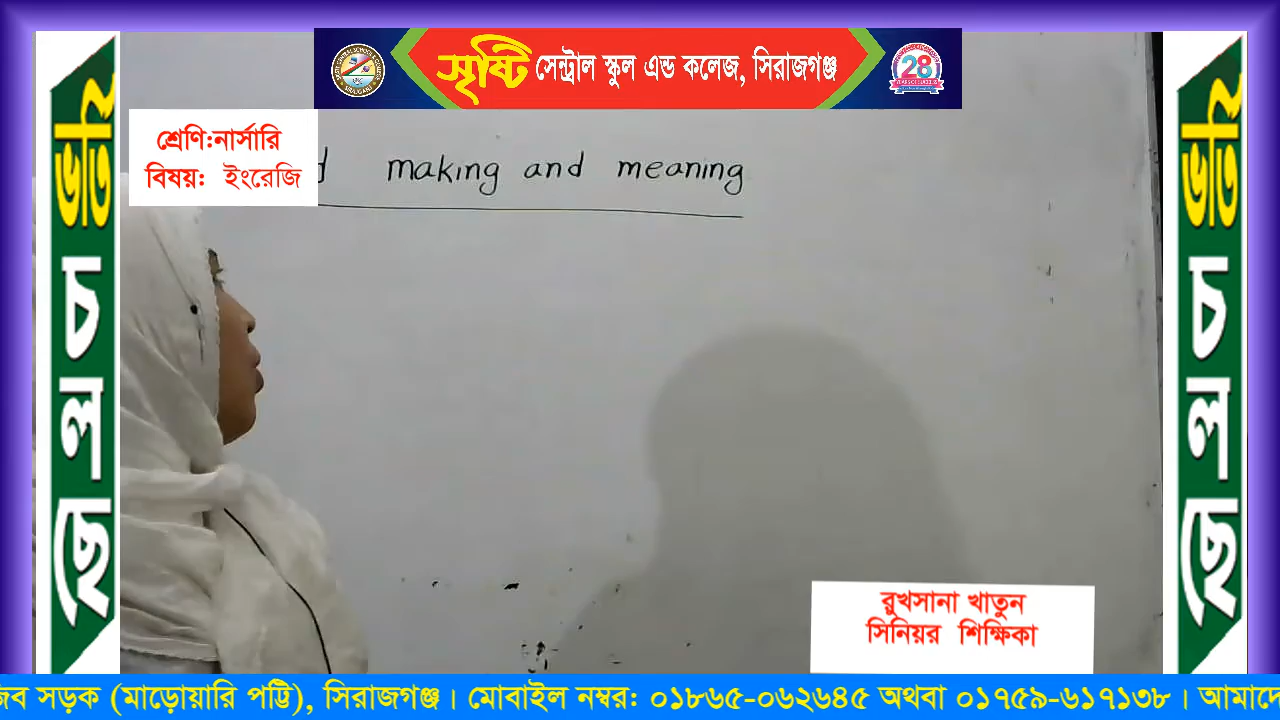 সৃষ্টি সেন্ট্রাল স্কুল এন্ড কলেজ, সিরাজগঞ্জ
28
শ্রেণি:নার্সারি
বিষয়: ইংরেজি
making and meaning
ভর্তি চলছে
ভর্তি চলছে
রুখসানা খাতুন
সিনিয়র শিক্ষিকা
সড়ক (মাড়োয়ারি পট্টি), সিরাজগঞ্জ। মোবাইল নম্বর: ০১৮৬৫-০৬২৬৪৫ অথবা ০১৭৫৯-৬১৭১৩৮। আমাদে